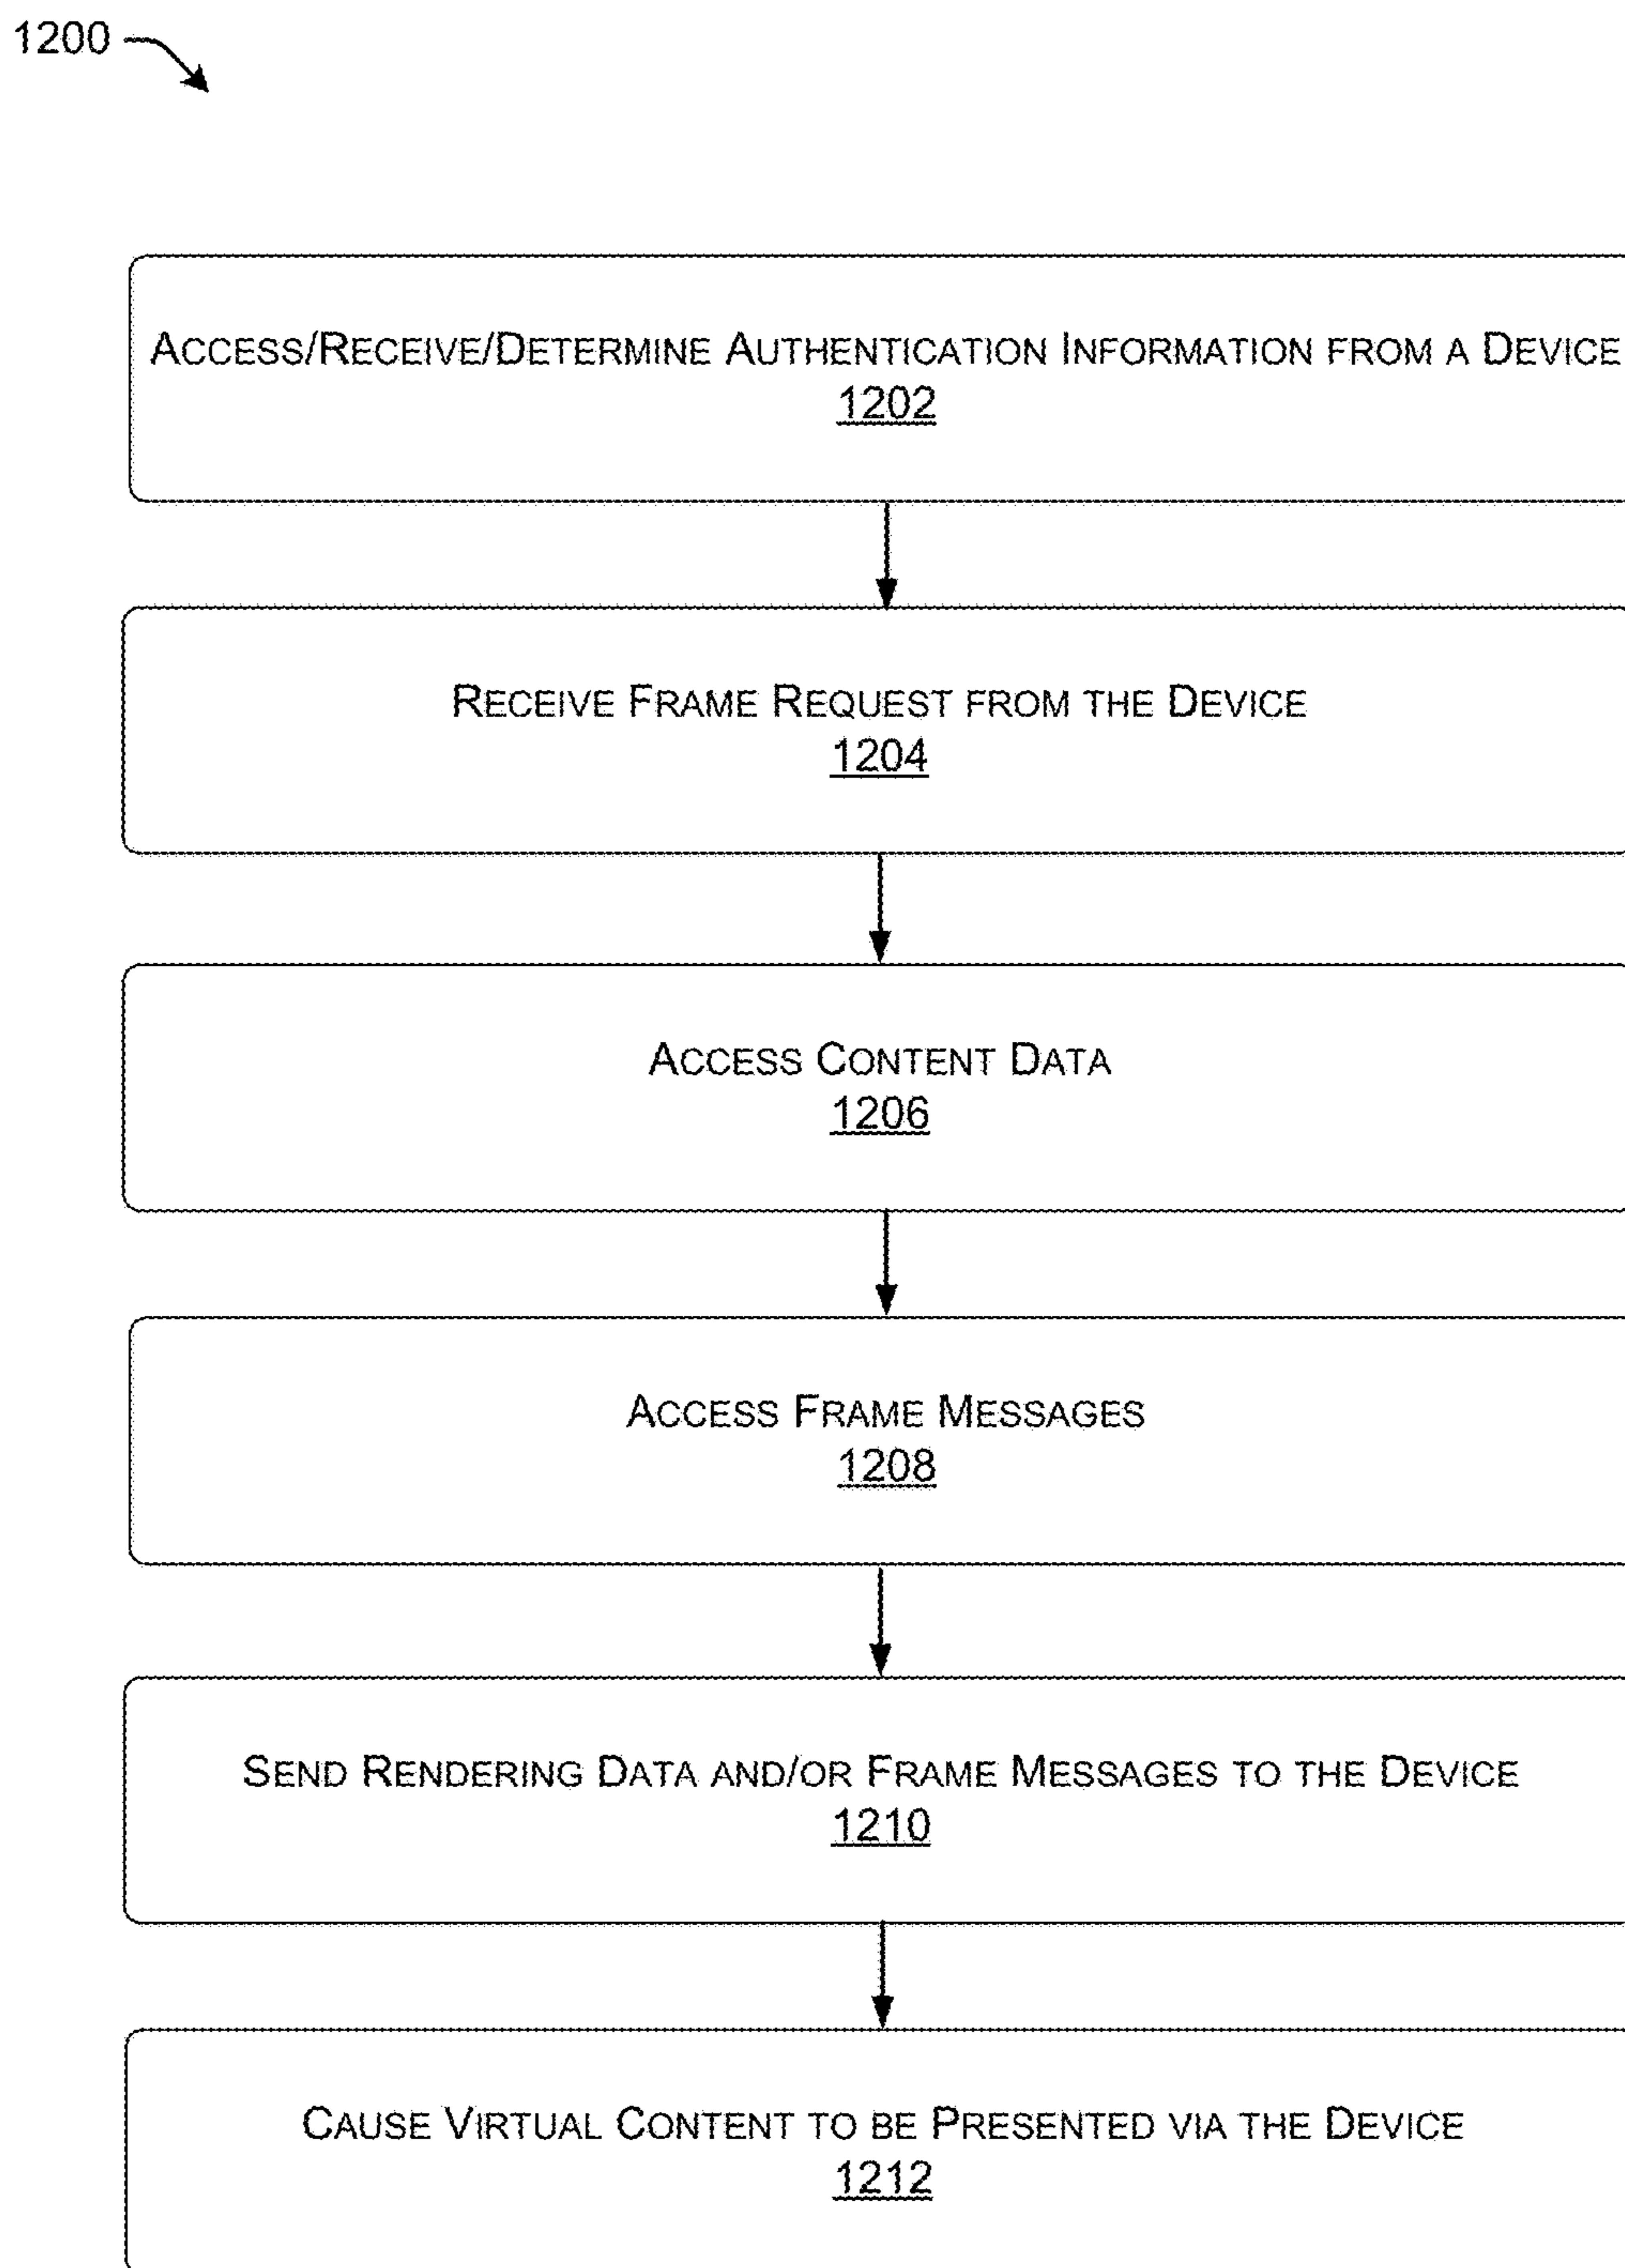 1200
ACCESS/RECEIVE/DETERMINE AUTHENTICATION INFORMATION FROM A DEVICE
1202
RECEIVE FRAME REQUEST FROM THE DEVICE
1204
ACCESS CONTENT DATA
1206
ACCESS FRAME MESSAGES
1208
SEND RENDERING DATA AND/OR FRAME MESSAGES TO THE DEVICE
1210
CAUSE VIRTUAL CONTENT TO BE PRESENTED VIA THE DEVICE
1212